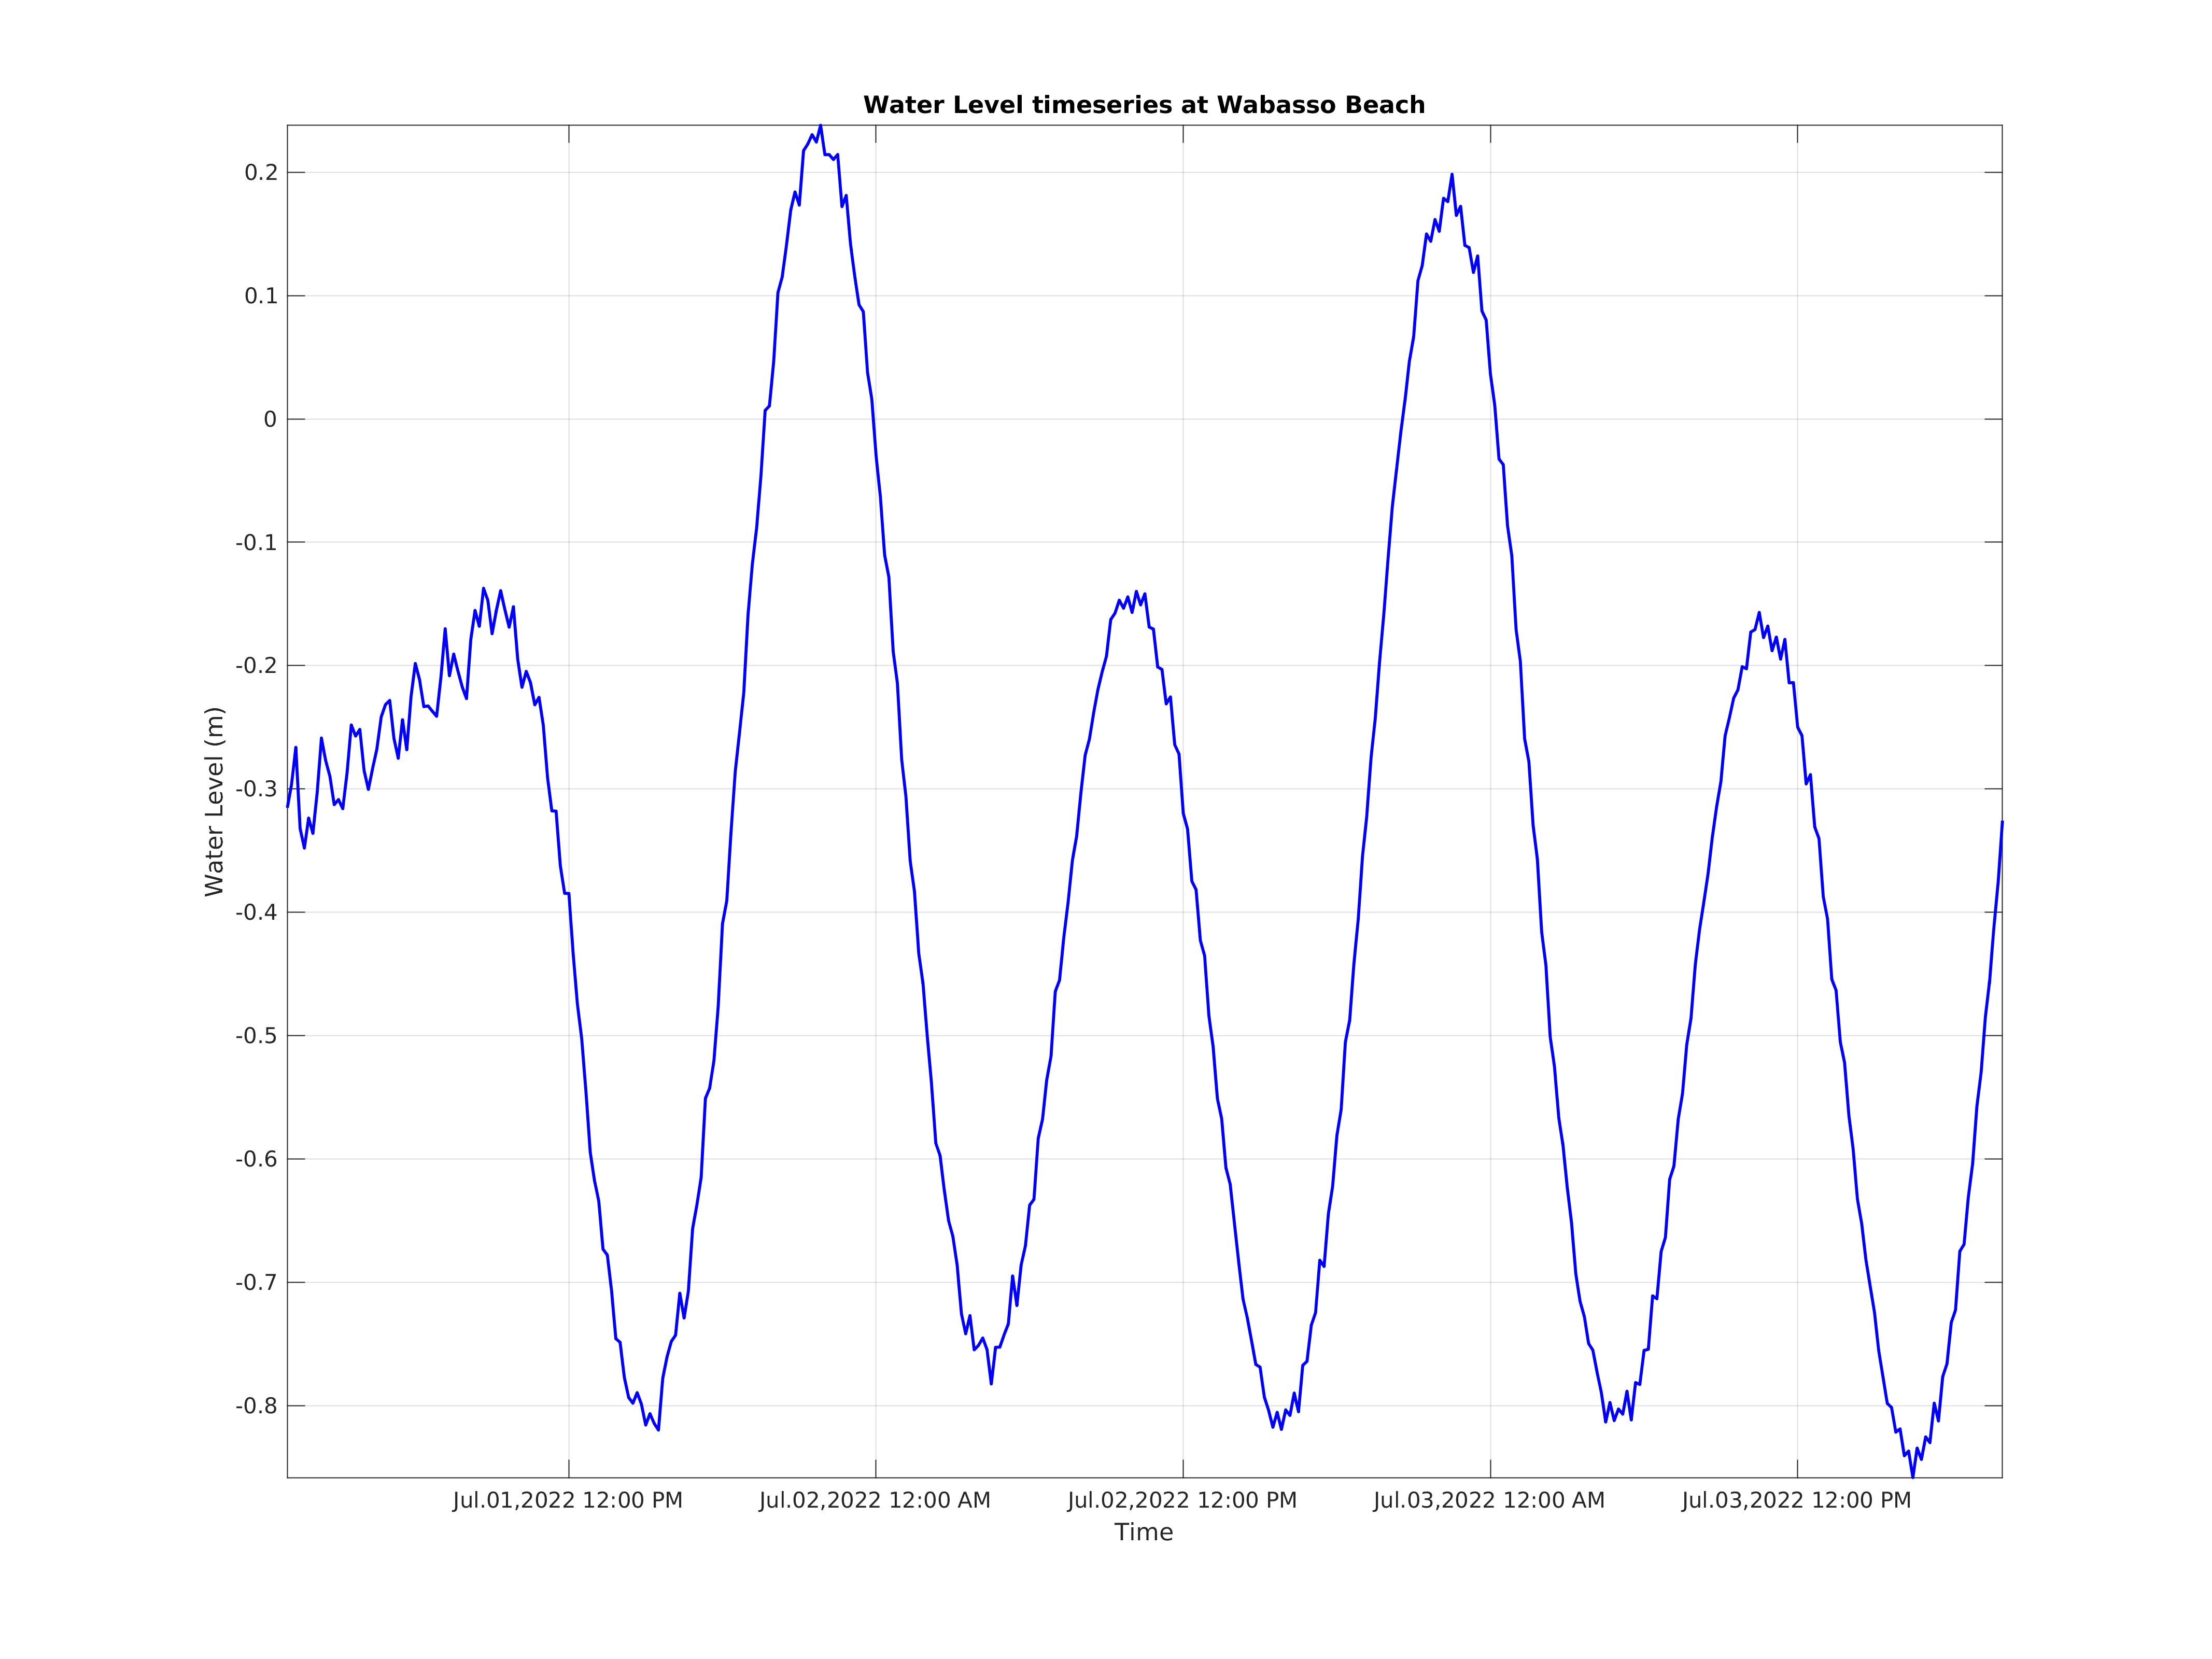 Water Level timeseries at Wabasso Beach
0.2
0.1
0
-0.1
-0.2
-0.3
-0.4
-0.5
-0.6
-0.7
-0.8
Water Level (m)
Jul.01,2022 12:00 PM
Jul.02,2022 12:00 AM
Jul.02,2022 12:00 PM
Jul.03,2022 12:00 AM
Jul.03,2022 12:00 PM
Time